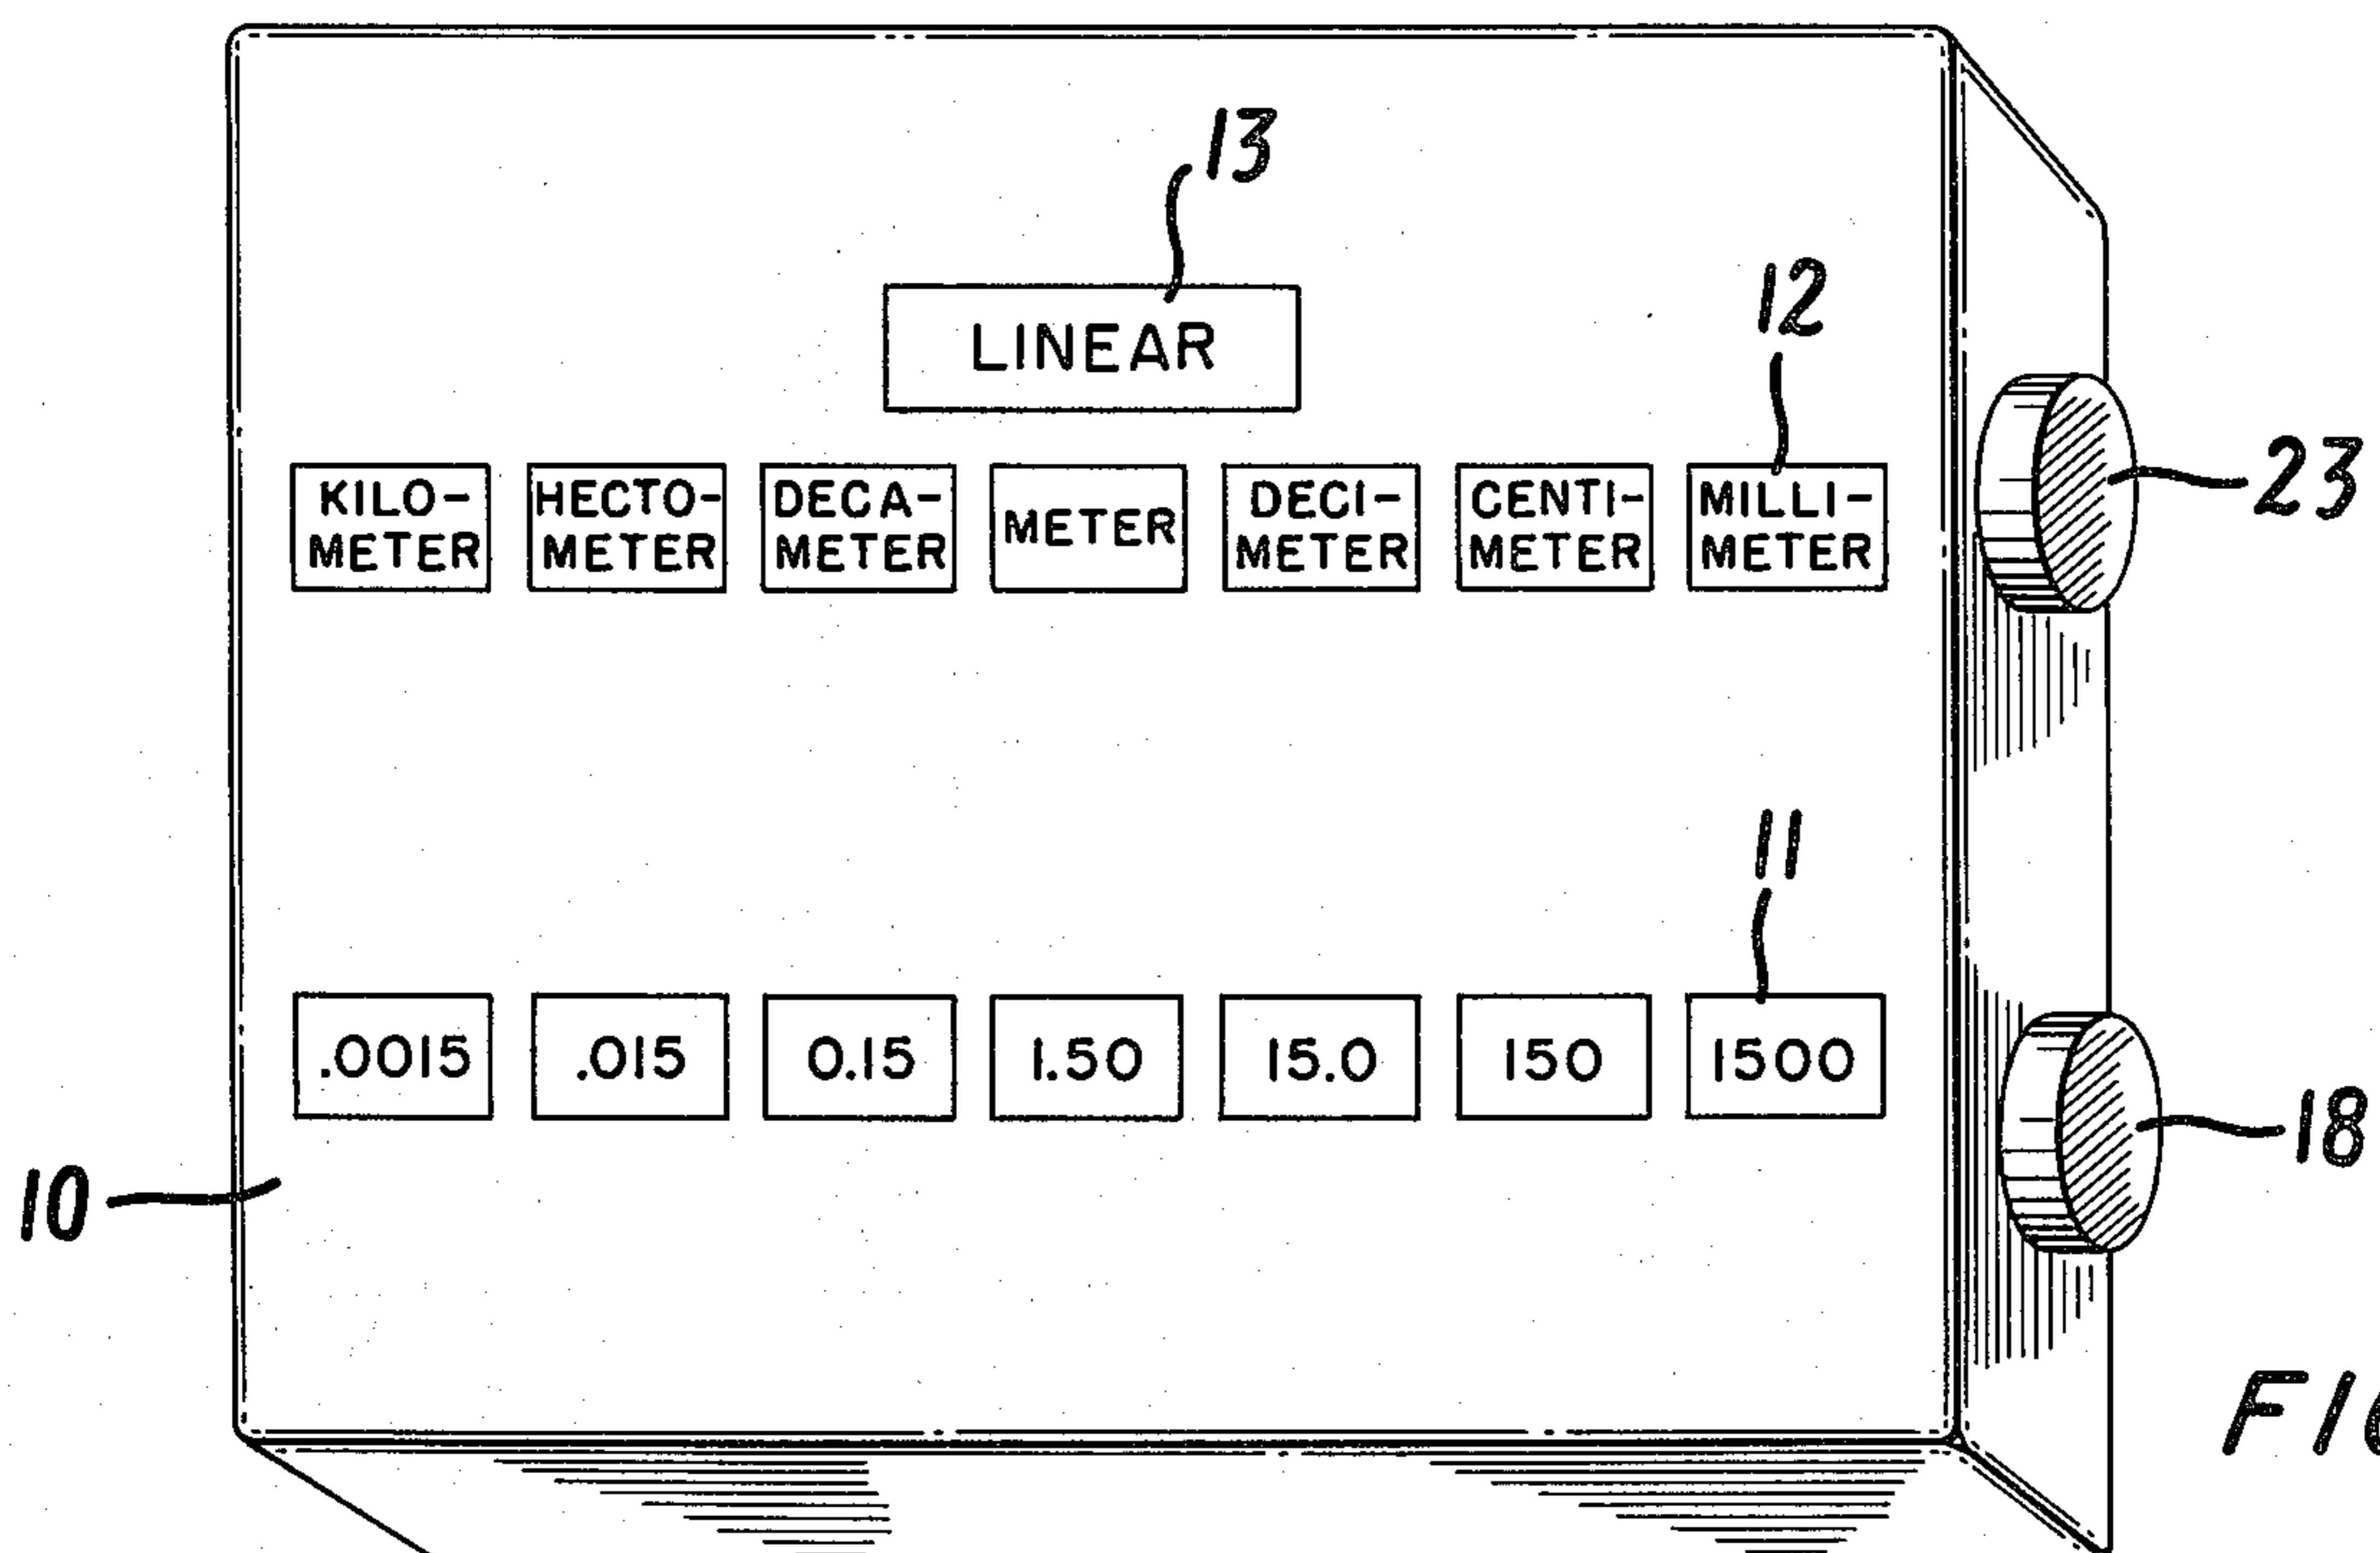 13
LINEAR
12
KILO- HECTO- DECA- METER DECI- CENTI- MILLI-
METER METER METER METER METER METER
23
11
.0015 .015 0.15 1.50 15.0 150 1500
18
10